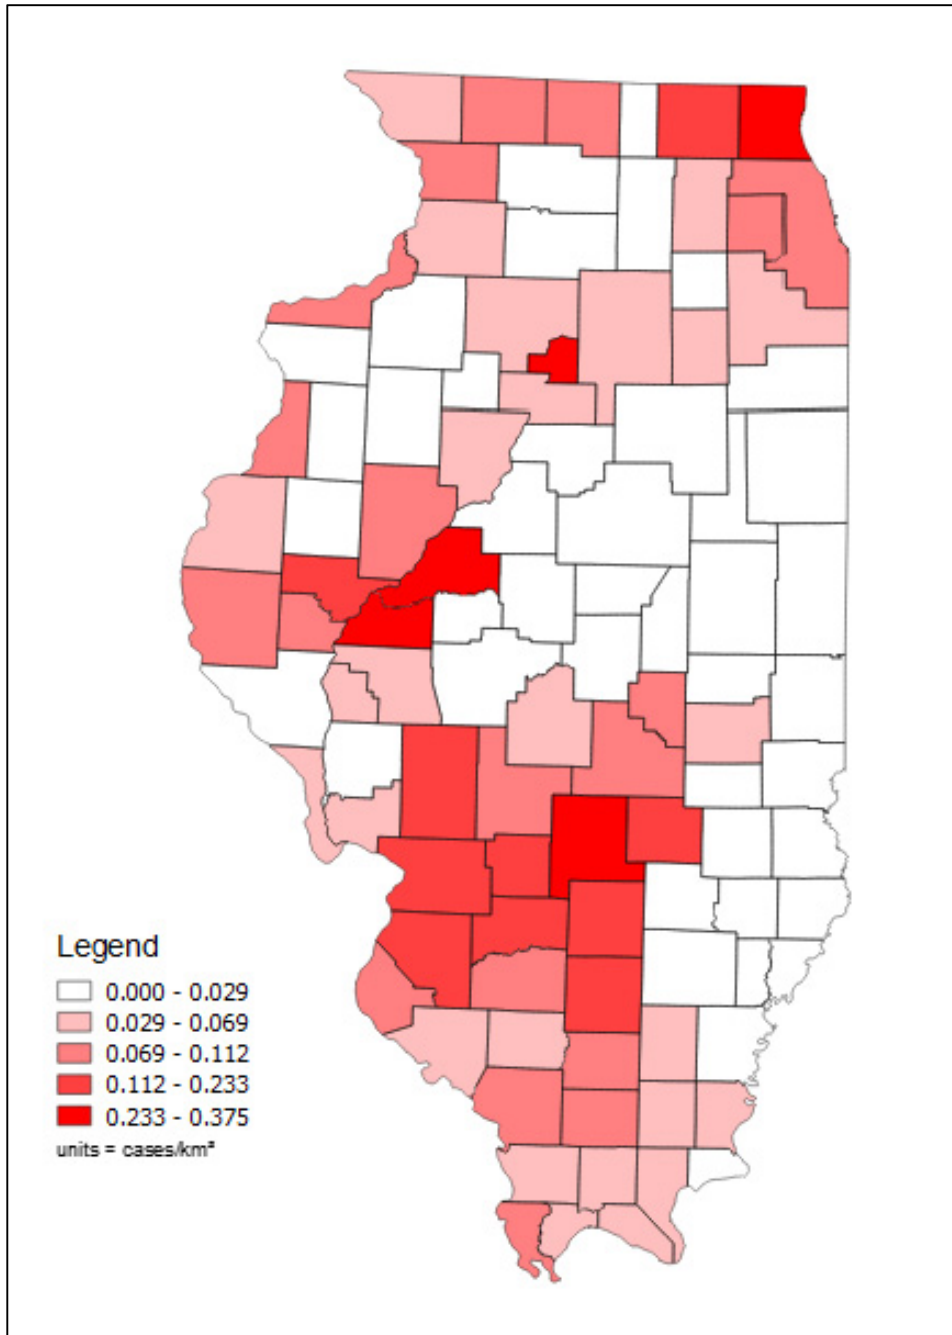 Legend
0.000 - 0.029
0.029 - 0.069
0.069 - 0.112
0.112 - 0.233
0.233 - 0.375
units = cases/km²